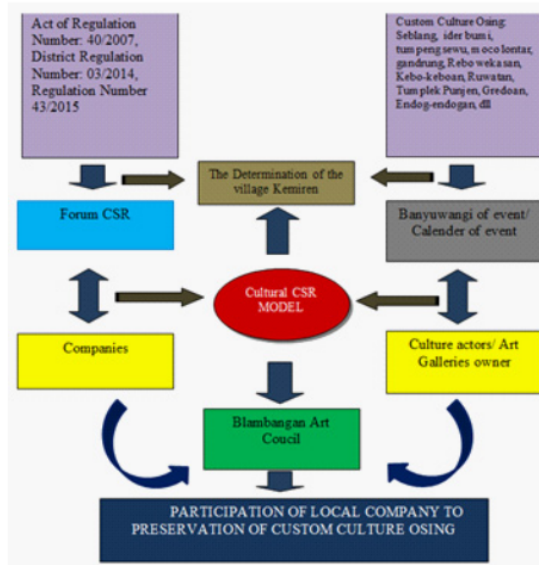 Act of Regulation
Number: 40/2007,
District Regulation
Number: 03/2014,
Regulation Number
43/2015
Custom Culture Osing:
Seblang, ider bumi,
tumpeng sewu, moco lontar,
gandrung, Rebo wekasan,
Kebo-keboan, Ruwatan,
Tumplek Punjen, Gredoan,
Endog-endogan, dll
The Determination of the
village Kemiren
Forum CSR
Banyuwangi of event/
Calender of event
Cultural CSR
MODEL
Companies
Culture actors/ Art
Galleries owner
Blambangan Art
Coucil
PARTICIPATION OF LOCAL COMPANY TO
PRESERVATION OF CUSTOM CULTURE OSING